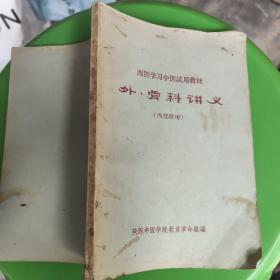 西医学习中医试用教材
外·骨科讲义
（内部使用）
陕西中医学院教育革命组编